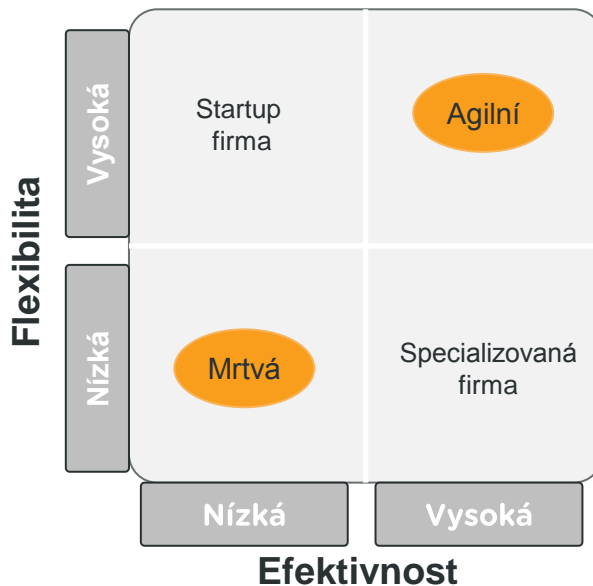 Flexibilita
Vysoká
Startup
firma
Agilní
Nízká
Mrtvá
Specializovaná
firma
Nízká
Vysoká
Efektivnost